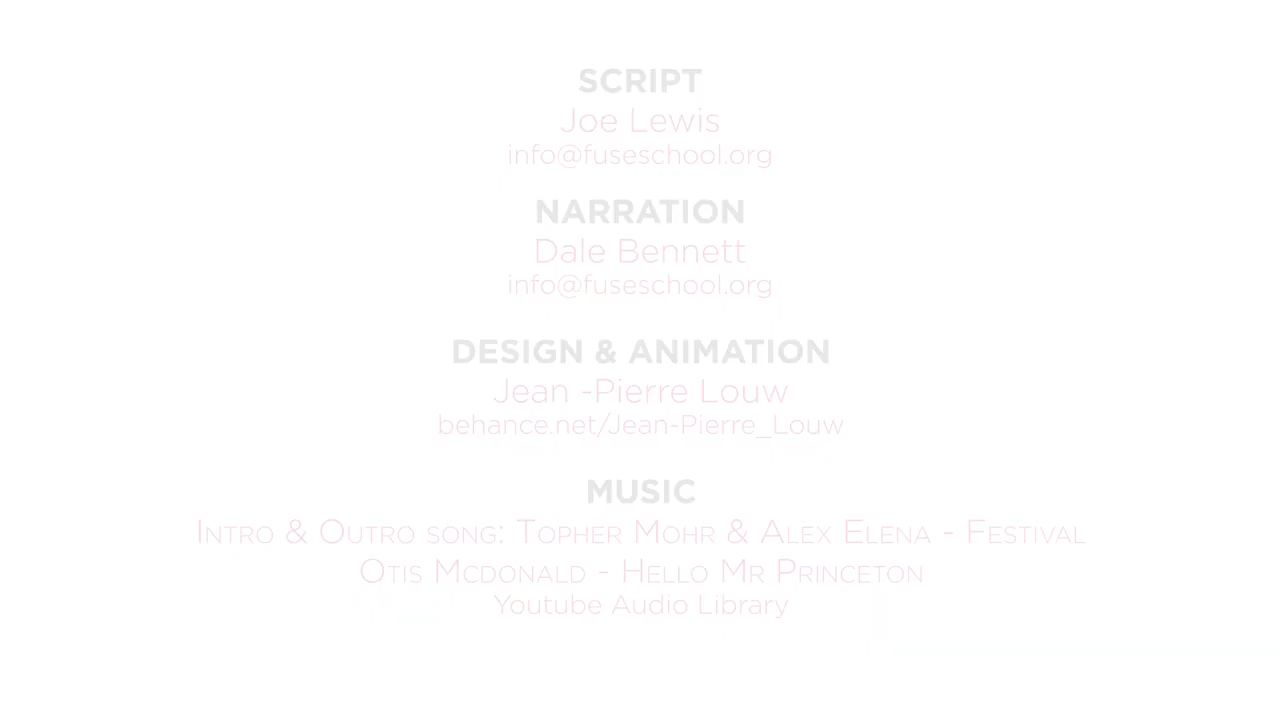 SCRIPT
Joe Lewis
info@fuseschool.org
NARRATION
Dale Bennett
info@fuseschool.org
DESIGN & ANIMATION
Jean -Pierre Louw
behance.net/Jean-Pierre_Louw
MUSIC
Intro & Outro song: Topher Mohr & Alex Elena - Festival
Otis Mcdonald - Hello Mr Princeton
Youtube Audio Library